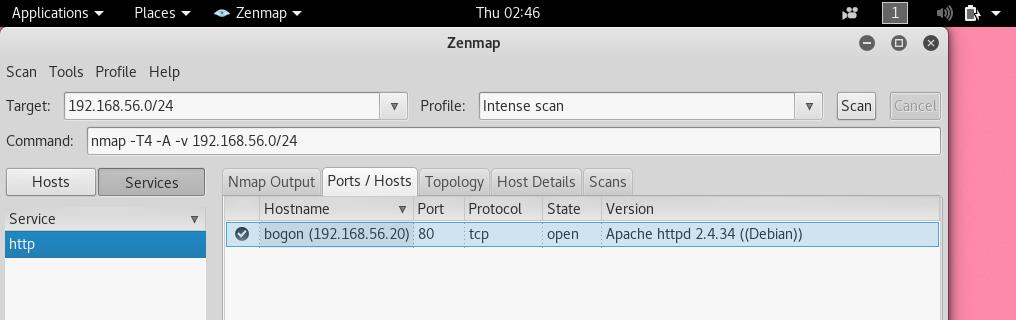 Applications Places Zenmap Thu 02:46 1
Zenmap
Scan Tools Profile Help
Target: 192.168.56.0/24 Profile: Intense scan Scan Cancel
Command: nmap -T4 -A -v 192.168.56.0/24
Hosts Services Nmap Output Ports / Hosts Topology Host Details Scans
Service Hostname Port Protocol State Version
http bogon (192.168.56.20) 80 tcp open Apache httpd 2.4.34 ((Debian))